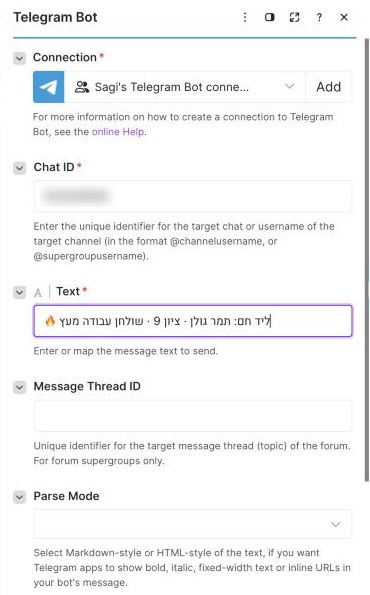 Telegram Bot
Connection *
Sagi's Telegram Bot conne...
Add
For more information on how to create a connection to Telegram
Bot, see the online Help.
Chat ID *
Enter the unique identifier for the target chat or username of the
target channel (in the format @channelusername, or
@supergroupusername).
A | Text *
🔥 ליד חם: תמר גולן · ציון 9 · שולחן עבודה מעץ
Enter or map the message text to send.
Message Thread ID
Unique identifier for the target message thread (topic) of the forum.
For forum supergroups only.
Parse Mode
Select Markdown-style or HTML-style of the text, if you want
Telegram apps to show bold, italic, fixed-width text or inline URLs in
your bot's message.